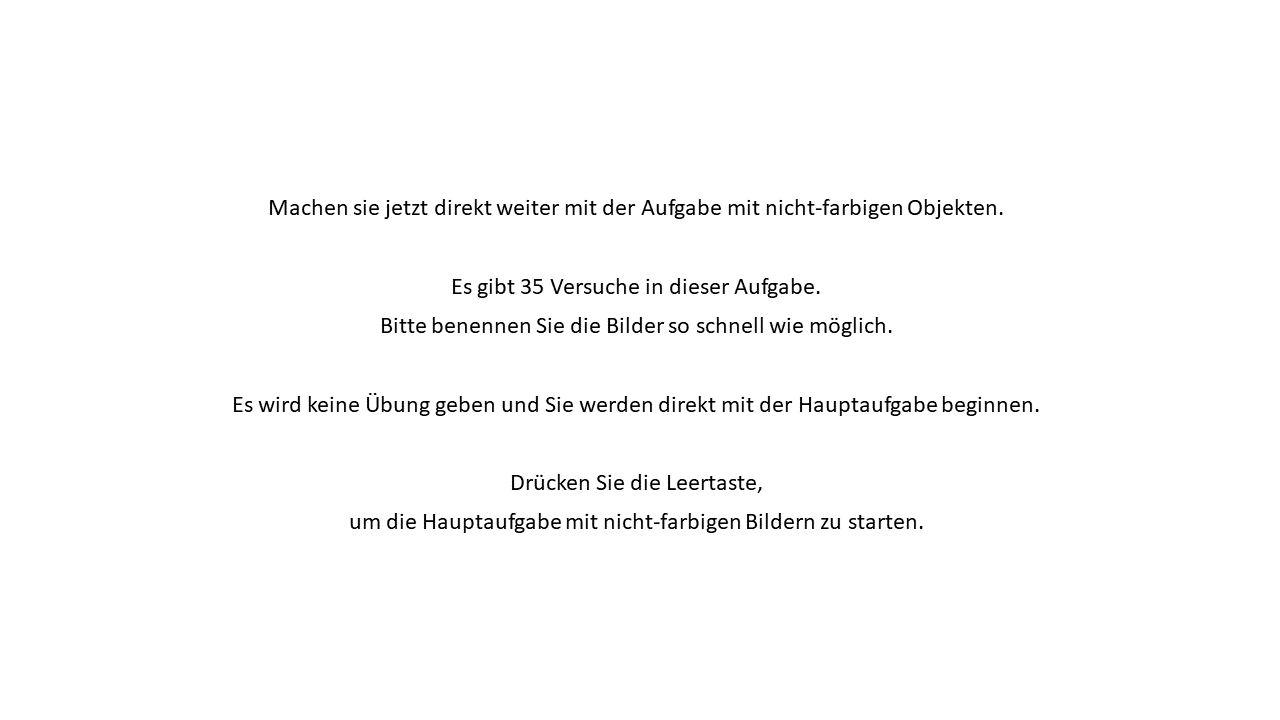 Machen sie jetzt direkt weiter mit der Aufgabe mit nicht-farbigen Objekten.
Es gibt 35 Versuche in dieser Aufgabe.
Bitte benennen Sie die Bilder so schnell wie möglich.
Es wird keine Übung geben und Sie werden direkt mit der Hauptaufgabe beginnen.
Drücken Sie die Leertaste,
um die Hauptaufgabe mit nicht-farbigen Bildern zu starten.